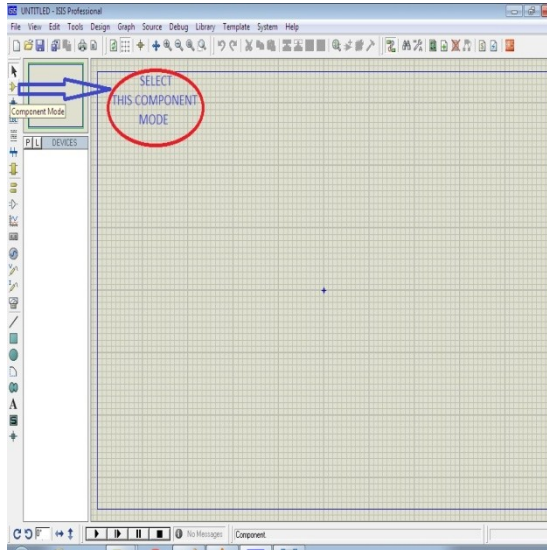 UNTITLED - ISIS Professional
File View Edit Tools Design Graph Source Debug Library Template System Help
SELECT
THIS COMPONENT
MODE
Component Mode
P L DEVICES
A
S
No Messages
Component